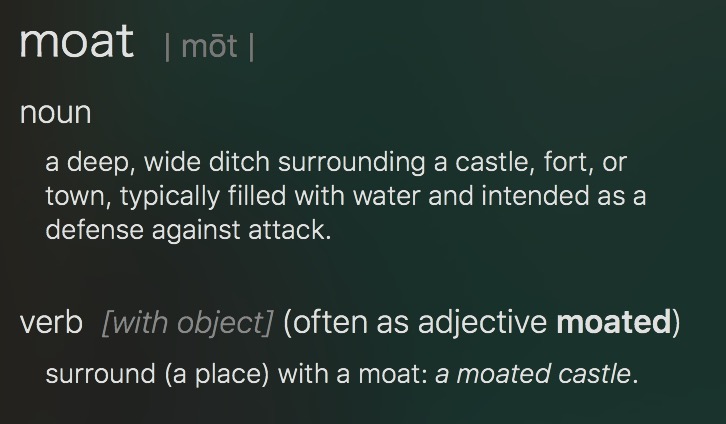 moat | mōt |
noun
a deep, wide ditch surrounding a castle, fort, or
town, typically filled with water and intended as a
defense against attack.
verb [with object] (often as adjective moated)
surround (a place) with a moat: a moated castle.